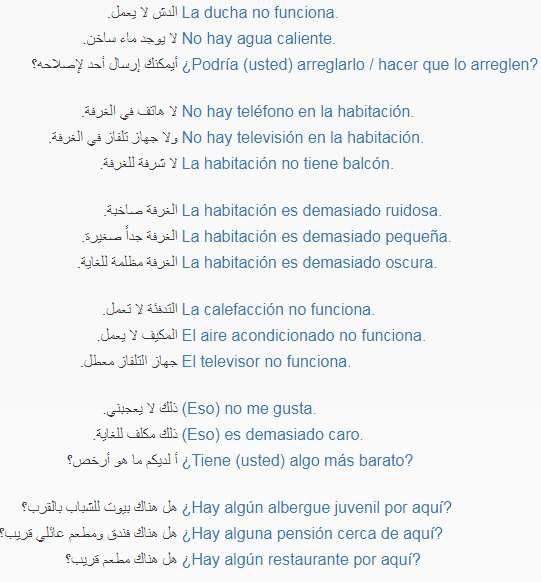 الدش لا يعمل. La ducha no funciona.
لا يوجد ماء ساخن. No hay agua caliente.
أيمكنك إرسال أحد لإصلاحه؟ ¿Podría (usted) arreglarlo / hacer que lo arreglen?
لا هاتف في الغرفة. No hay teléfono en la habitación.
ولا جهاز تلفاز في الغرفة. No hay televisión en la habitación.
لا شرفة للغرفة. La habitación no tiene balcón.
الغرفة صاخبة. La habitación es demasiado ruidosa.
الغرفة جداً صغيرة. La habitación es demasiado pequeña.
الغرفة مظلمة للغاية. La habitación es demasiado oscura.
التدفئة لا تعمل. La calefacción no funciona.
المكيف لا يعمل. El aire acondicionado no funciona.
جهاز التلفاز معطل. El televisor no funciona.
ذلك لا يعجبني. (Eso) no me gusta.
ذلك مكلف للغاية. (Eso) es demasiado caro.
أ لديكم ما هو أرخص؟ ¿Tiene (usted) algo más barato?
هل هناك بيوت للشباب بالقرب؟ ¿Hay algún albergue juvenil por aquí?
هل هناك فندق ومطعم عائلي قريب؟ ¿Hay alguna pensión cerca de aquí?
هل هناك مطعم قريب؟ ¿Hay algún restaurante por aquí?